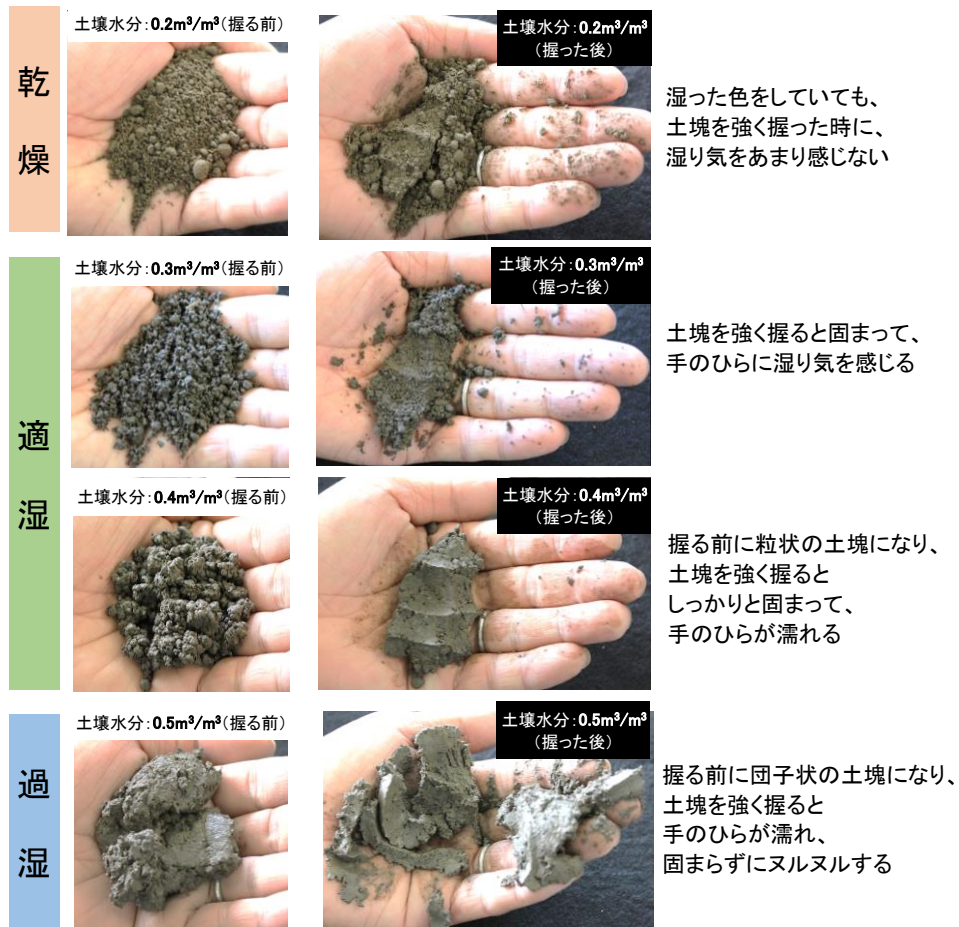 乾燥
土壌水分:0.2m³/m³(握る前)
土壌水分:0.2m³/m³
(握った後)
湿った色をしていても、
土塊を強く握った時に、
湿り気をあまり感じない
適湿
土壌水分:0.3m³/m³(握る前)
土壌水分:0.3m³/m³
(握った後)
土塊を強く握ると固まって、
手のひらに湿り気を感じる
土壌水分:0.4m³/m³(握る前)
土壌水分:0.4m³/m³
(握った後)
握る前に粒状の土塊になり、
土塊を強く握ると
しっかりと固まって、
手のひらが濡れる
過湿
土壌水分:0.5m³/m³(握る前)
土壌水分:0.5m³/m³
(握った後)
握る前に団子状の土塊になり、
土塊を強く握ると
手のひらが濡れ、
固まらずにヌルヌルする